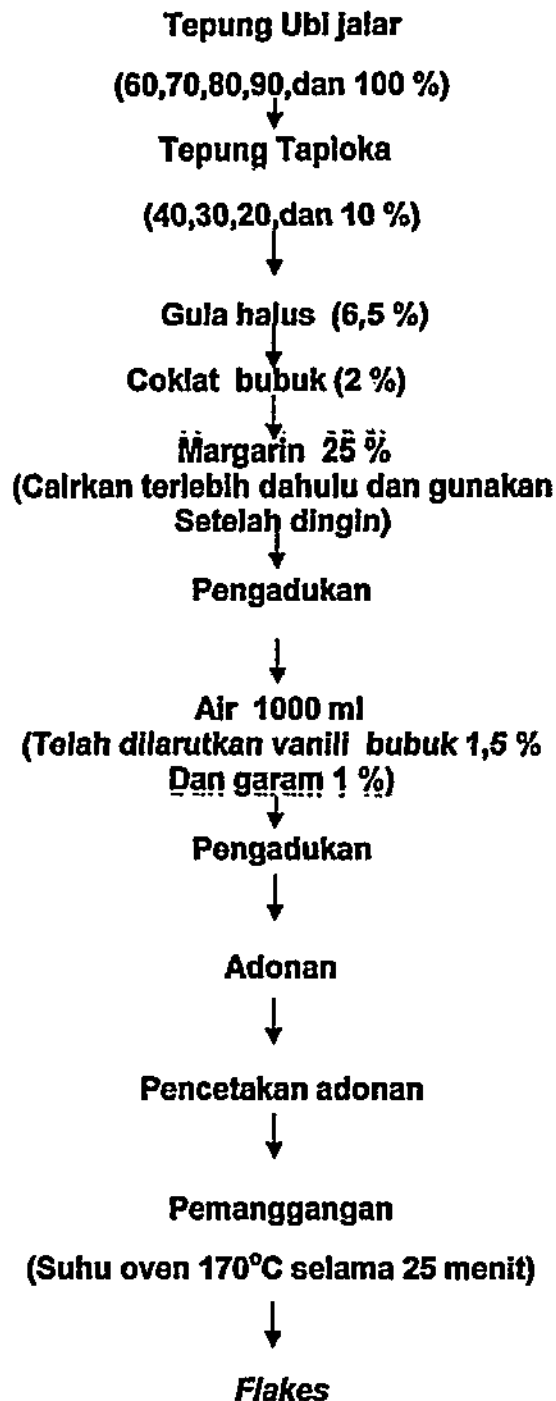 Tepung Ubi jalar
(60,70,80,90,dan 100 %)
Tepung Tapioka
(40,30,20,dan 10 %)
Gula halus (6,5 %)
Coklat bubuk (2 %)
Margarin 25 %
(Cairkan terlebih dahulu dan gunakan
Setelah dingin)
Pengadukan
Air 1000 ml
(Telah dilarutkan vanili bubuk 1,5 %
Dan garam 1 %)
Pengadukan
Adonan
Pencetakan adonan
Pemanggangan
(Suhu oven 170°C selama 25 menit)
Flakes